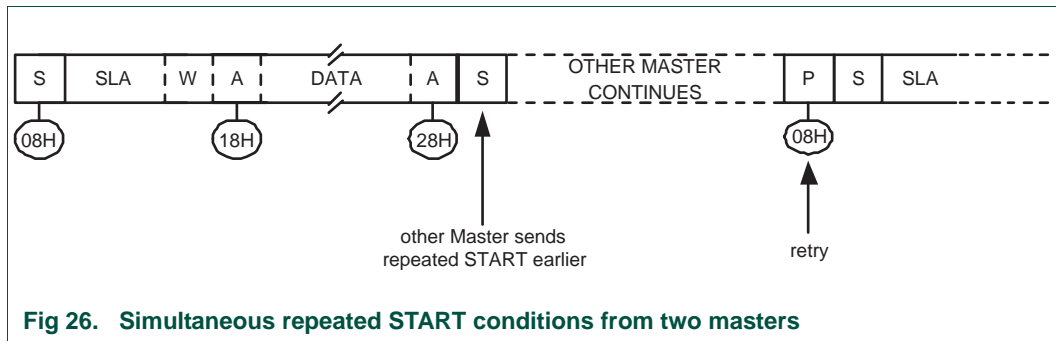 S SLA W A DATA A S OTHER MASTER CONTINUES P S SLA
08H 18H 28H 08H
other Master sends
repeated START earlier
retry
Fig 26. Simultaneous repeated START conditions from two masters